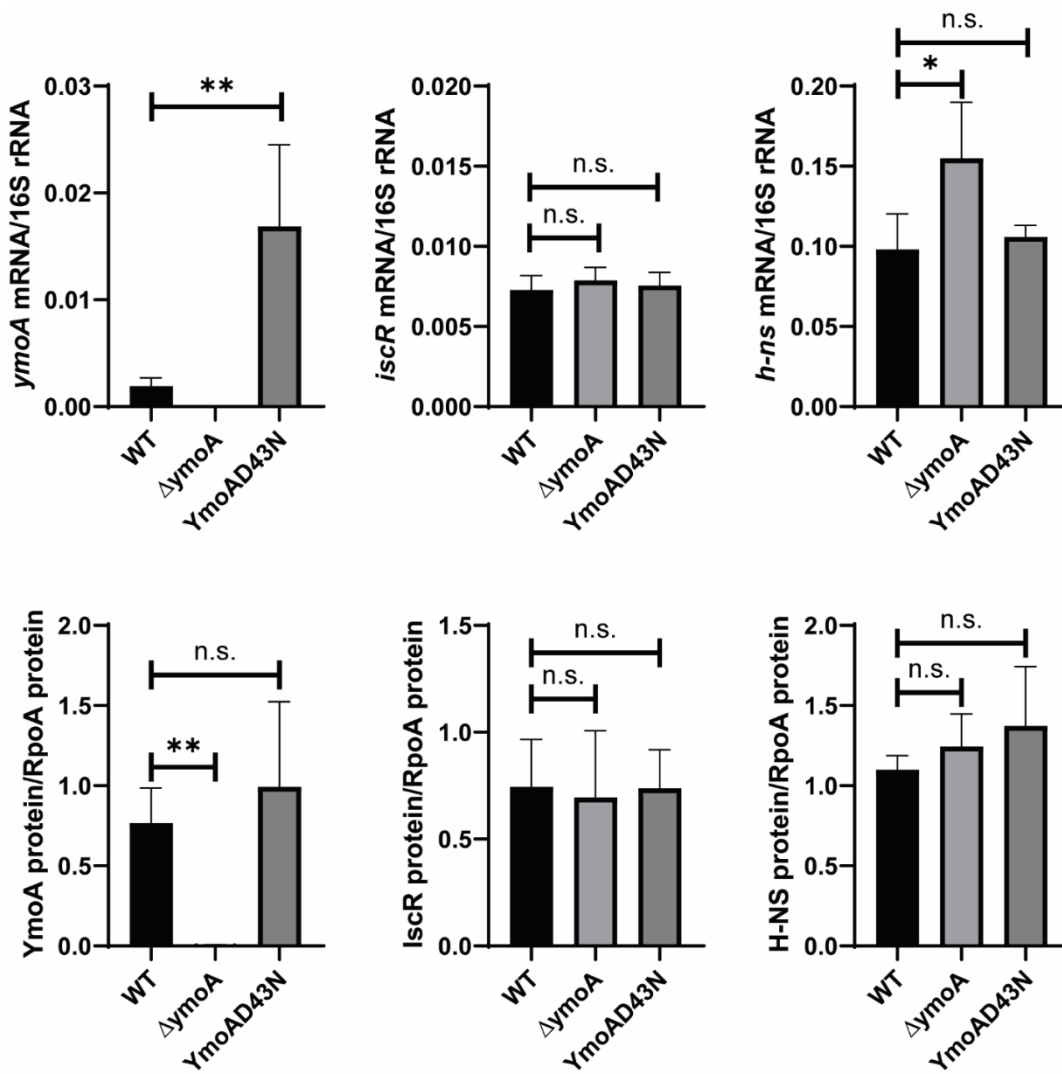 ymoA mRNA/16S rRNA
0.03
0.02
0.01
0.00
**
WT
ΔymoA
YmoAD43N
iscR mRNA/16S rRNA
0.020
0.015
0.010
0.005
0.000
n.s.
n.s.
WT
ΔymoA
YmoAD43N
h-ns mRNA/16S rRNA
0.20
0.15
0.10
0.05
0.00
n.s.
*
WT
ΔymoA
YmoAD43N
YmoA protein/RpoA protein
2.0
1.5
1.0
0.5
0.0
n.s.
**
WT
ΔymoA
YmoAD43N
IscR protein/RpoA protein
1.5
1.0
0.5
0.0
n.s.
n.s.
WT
ΔymoA
YmoAD43N
H-NS protein/RpoA protein
2.0
1.5
1.0
0.5
0.0
n.s.
n.s.
WT
ΔymoA
YmoAD43N